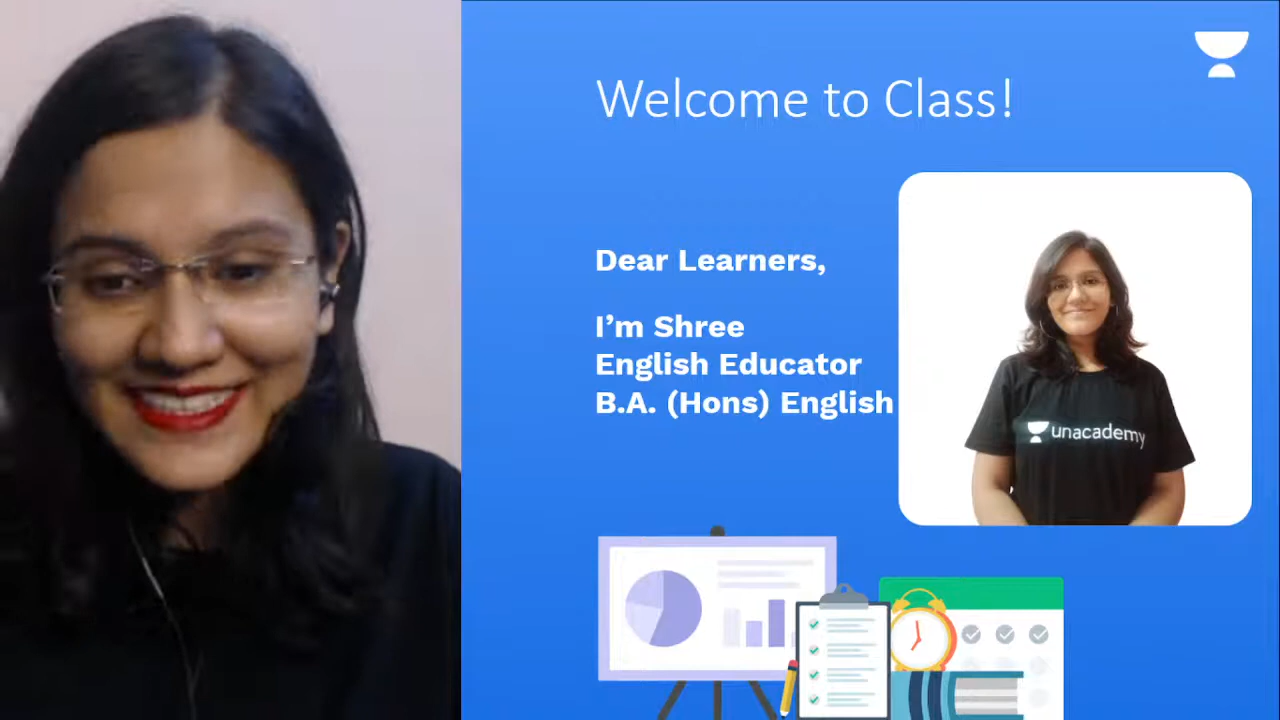 Welcome to Class!
Dear Learners,
I’m Shree
English Educator
B.A. (Hons) English
unacademy